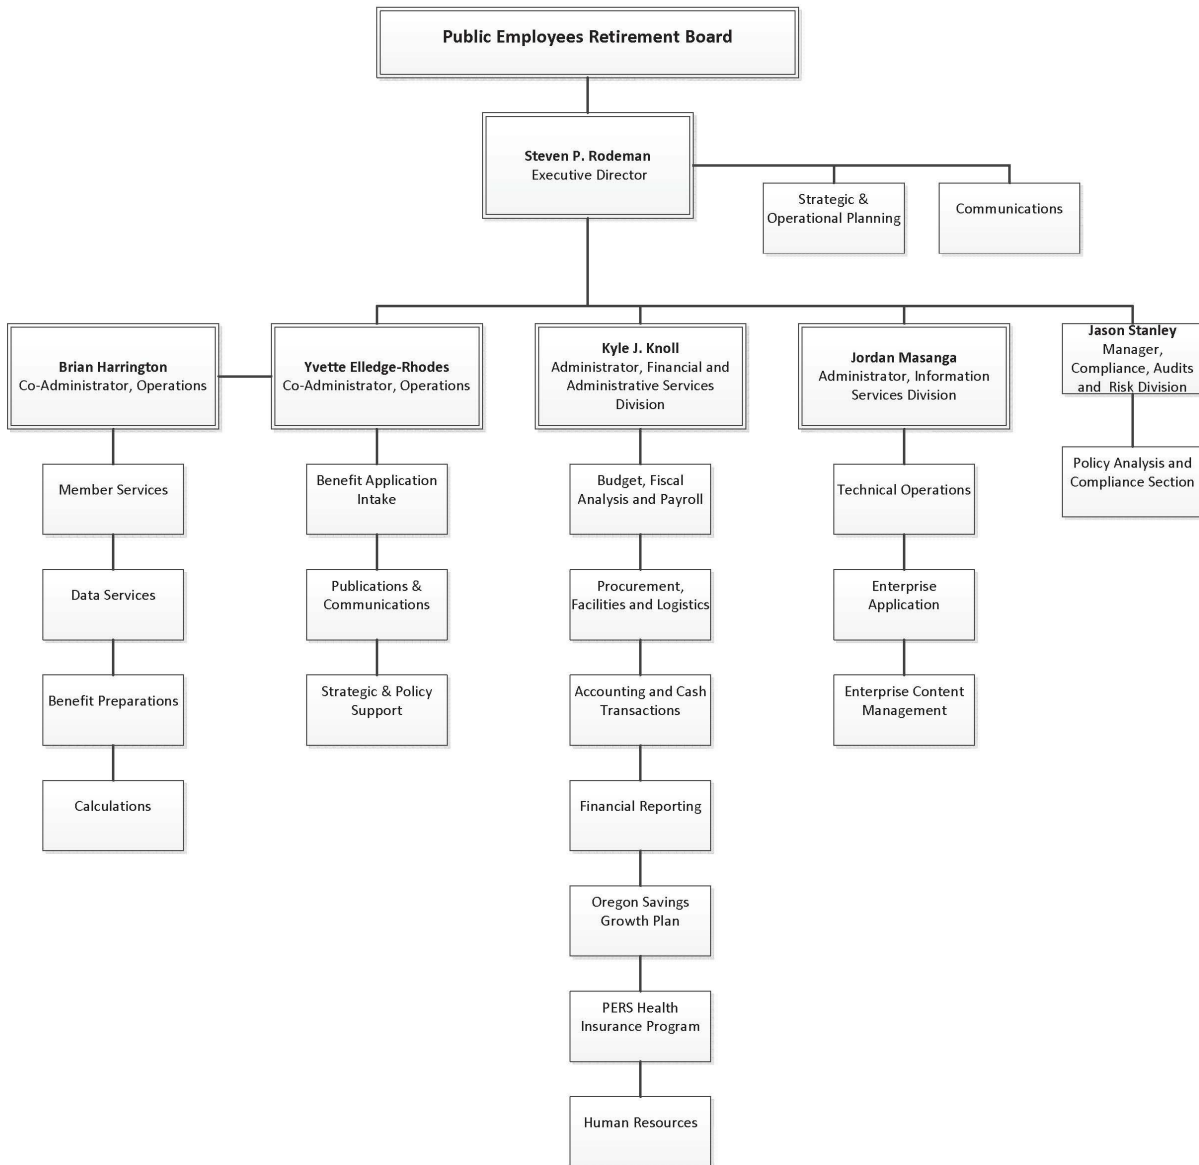 Public Employees Retirement Board
Steven P. Rodeman
Executive Director
Strategic &
Operational Planning
Communications
Brian Harrington
Co-Administrator, Operations
Yvette Elledge-Rhodes
Co-Administrator, Operations
Kyle J. Knoll
Administrator, Financial and
Administrative Services
Division
Jordan Masanga
Administrator, Information
Services Division
Jason Stanley
Manager,
Compliance, Audits
and Risk Division
Member Services
Data Services
Benefit Preparations
Calculations
Benefit Application
Intake
Publications &
Communications
Strategic & Policy
Support
Budget, Fiscal
Analysis and Payroll
Procurement,
Facilities and Logistics
Accounting and Cash
Transactions
Financial Reporting
Oregon Savings
Growth Plan
PERS Health
Insurance Program
Human Resources
Technical Operations
Enterprise
Application
Enterprise Content
Management
Policy Analysis and
Compliance Section